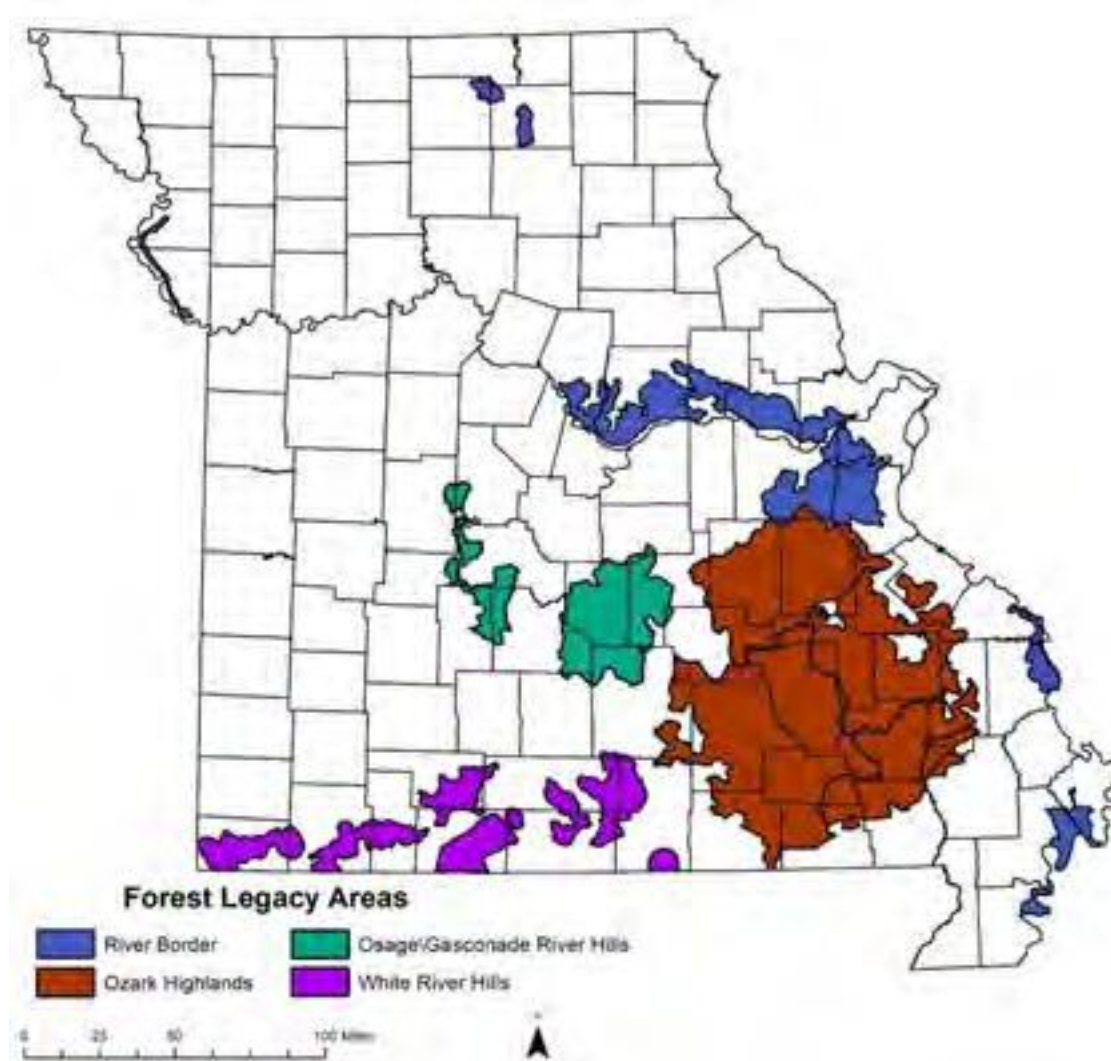 Forest Legacy Areas
River Border
Osage\Gasconade River Hills
Ozark Highlands
White River Hills
0 25 50 100 Miles